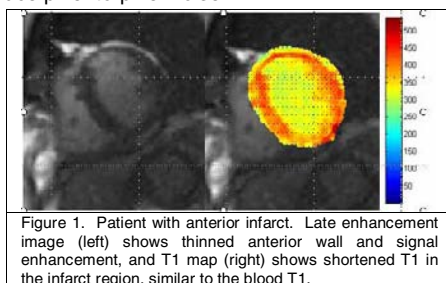 500
450
400
350
300
250
200
150
100
50
Figure 1. Patient with anterior infarct. Late enhancement
image (left) shows thinned anterior wall and signal
enhancement, and T1 map (right) shows shortened T1 in
the infarct region, similar to the blood T1.